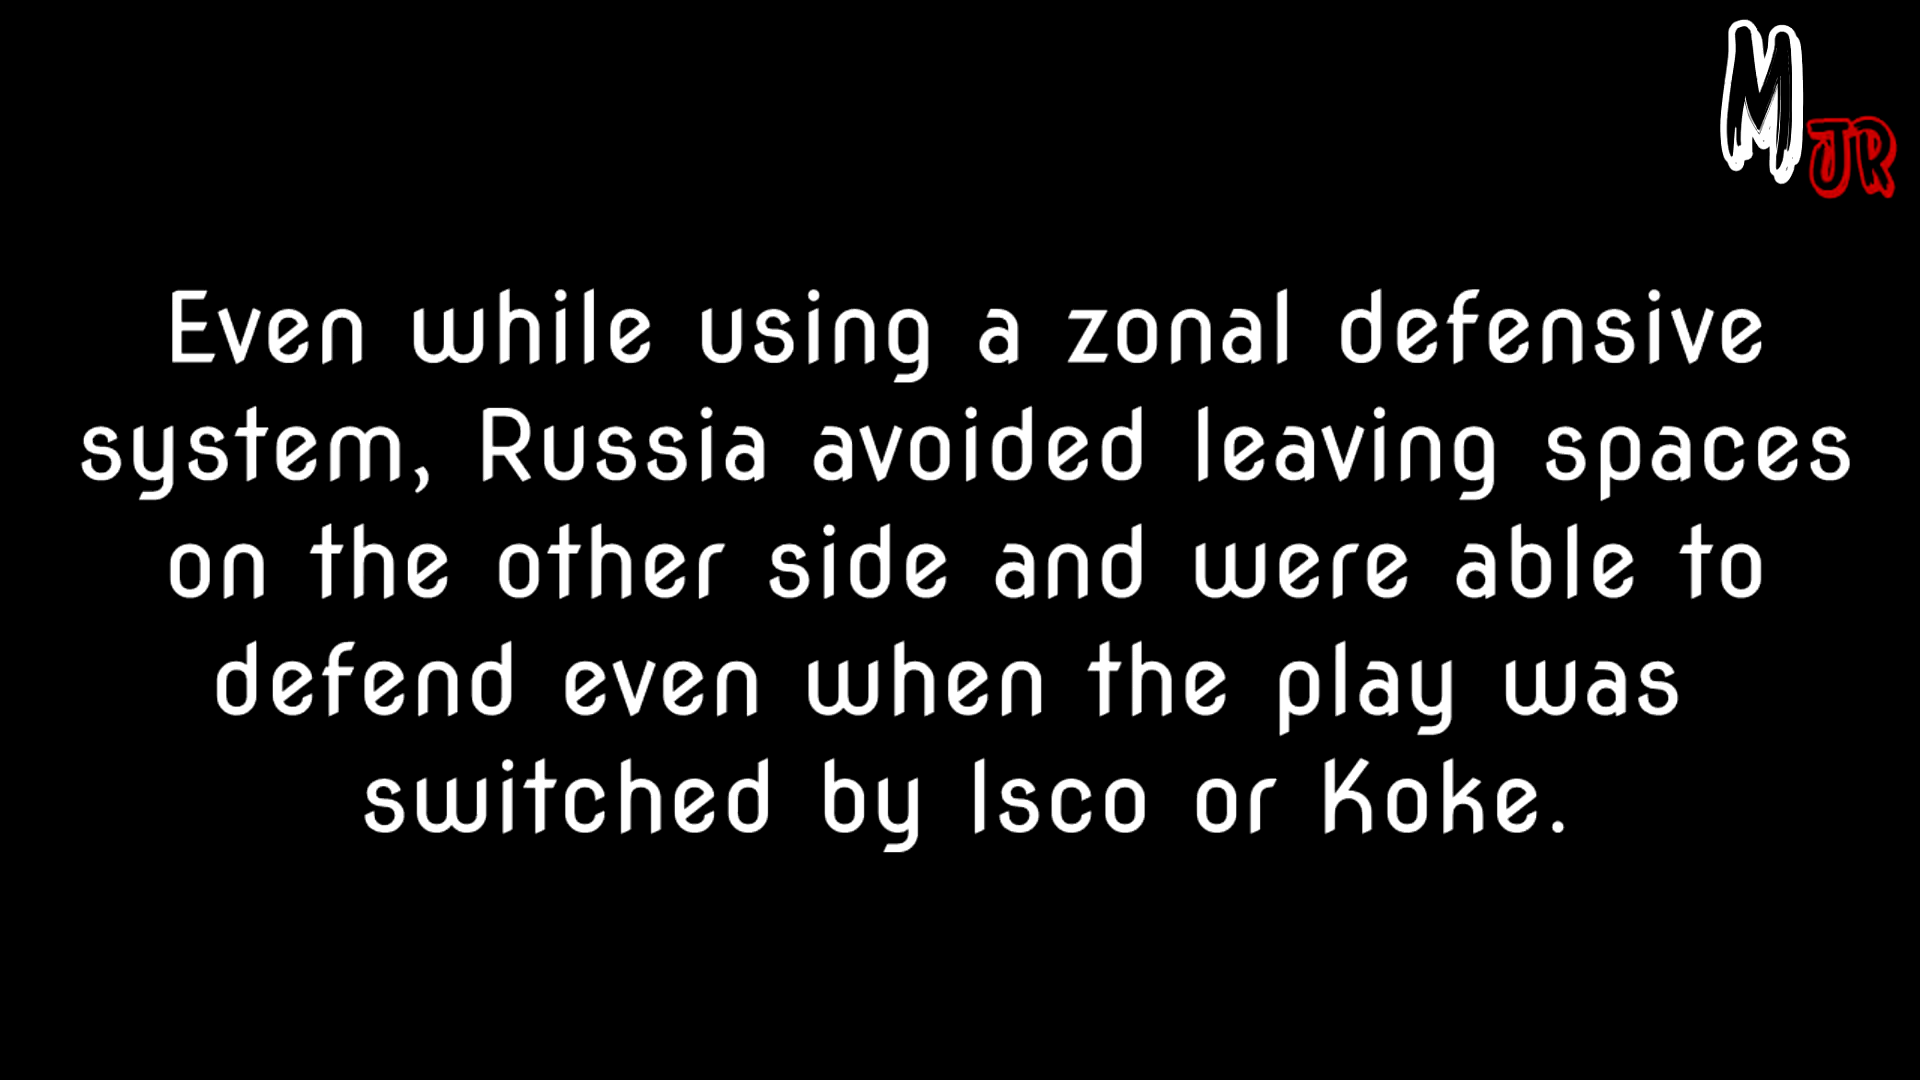 M
JR
Even while using a zonal defensive
system, Russia avoided leaving spaces
on the other side and were able to
defend even when the play was
switched by Isco or Koke.